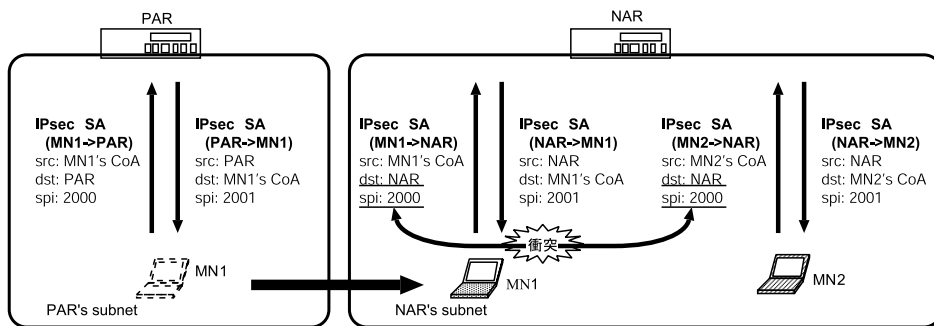 PAR
NAR
IPsec SA
(MN1->PAR)
src: MN1's CoA
dst: PAR
spi: 2000
IPsec SA
(PAR->MN1)
src: PAR
dst: MN1's CoA
spi: 2001
MN1
PAR's subnet
IPsec SA
(MN1->NAR)
src: MN1's CoA
dst: NAR
spi: 2000
IPsec SA
(NAR->MN1)
src: NAR
dst: MN1's CoA
spi: 2001
IPsec SA
(MN2->NAR)
src: MN2's CoA
dst: NAR
spi: 2000
IPsec SA
(NAR->MN2)
src: NAR
dst: MN2's CoA
spi: 2001
衝突
MN1
MN2
NAR's subnet